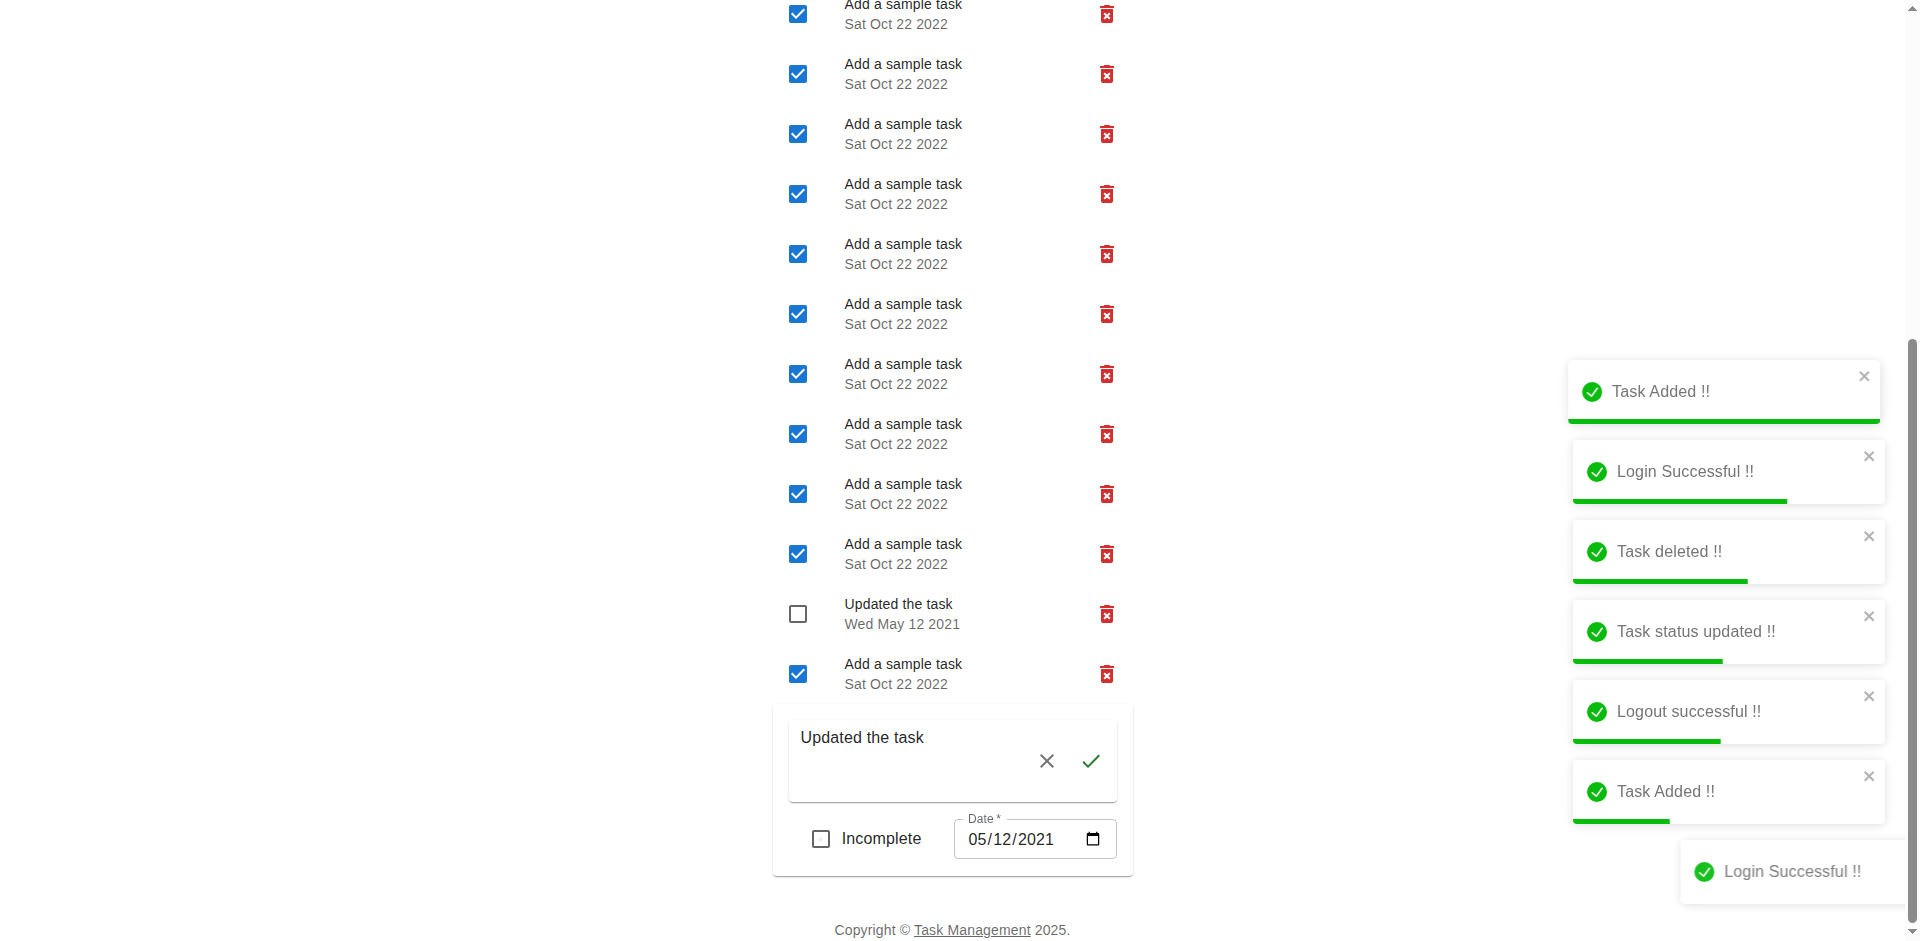 Add a sample task
Sat Oct 22 2022
Add a sample task
Sat Oct 22 2022
Add a sample task
Sat Oct 22 2022
Add a sample task
Sat Oct 22 2022
Add a sample task
Sat Oct 22 2022
Add a sample task
Sat Oct 22 2022
Add a sample task
Sat Oct 22 2022
Add a sample task
Sat Oct 22 2022
Add a sample task
Sat Oct 22 2022
Add a sample task
Sat Oct 22 2022
Updated the task
Wed May 12 2021
Add a sample task
Sat Oct 22 2022
Updated the task
Incomplete
Date *
05/12/2021
Copyright © Task Management 2025.
Task Added !!
Login Successful !!
Task deleted !!
Task status updated !!
Logout successful !!
Task Added !!
Login Successful !!